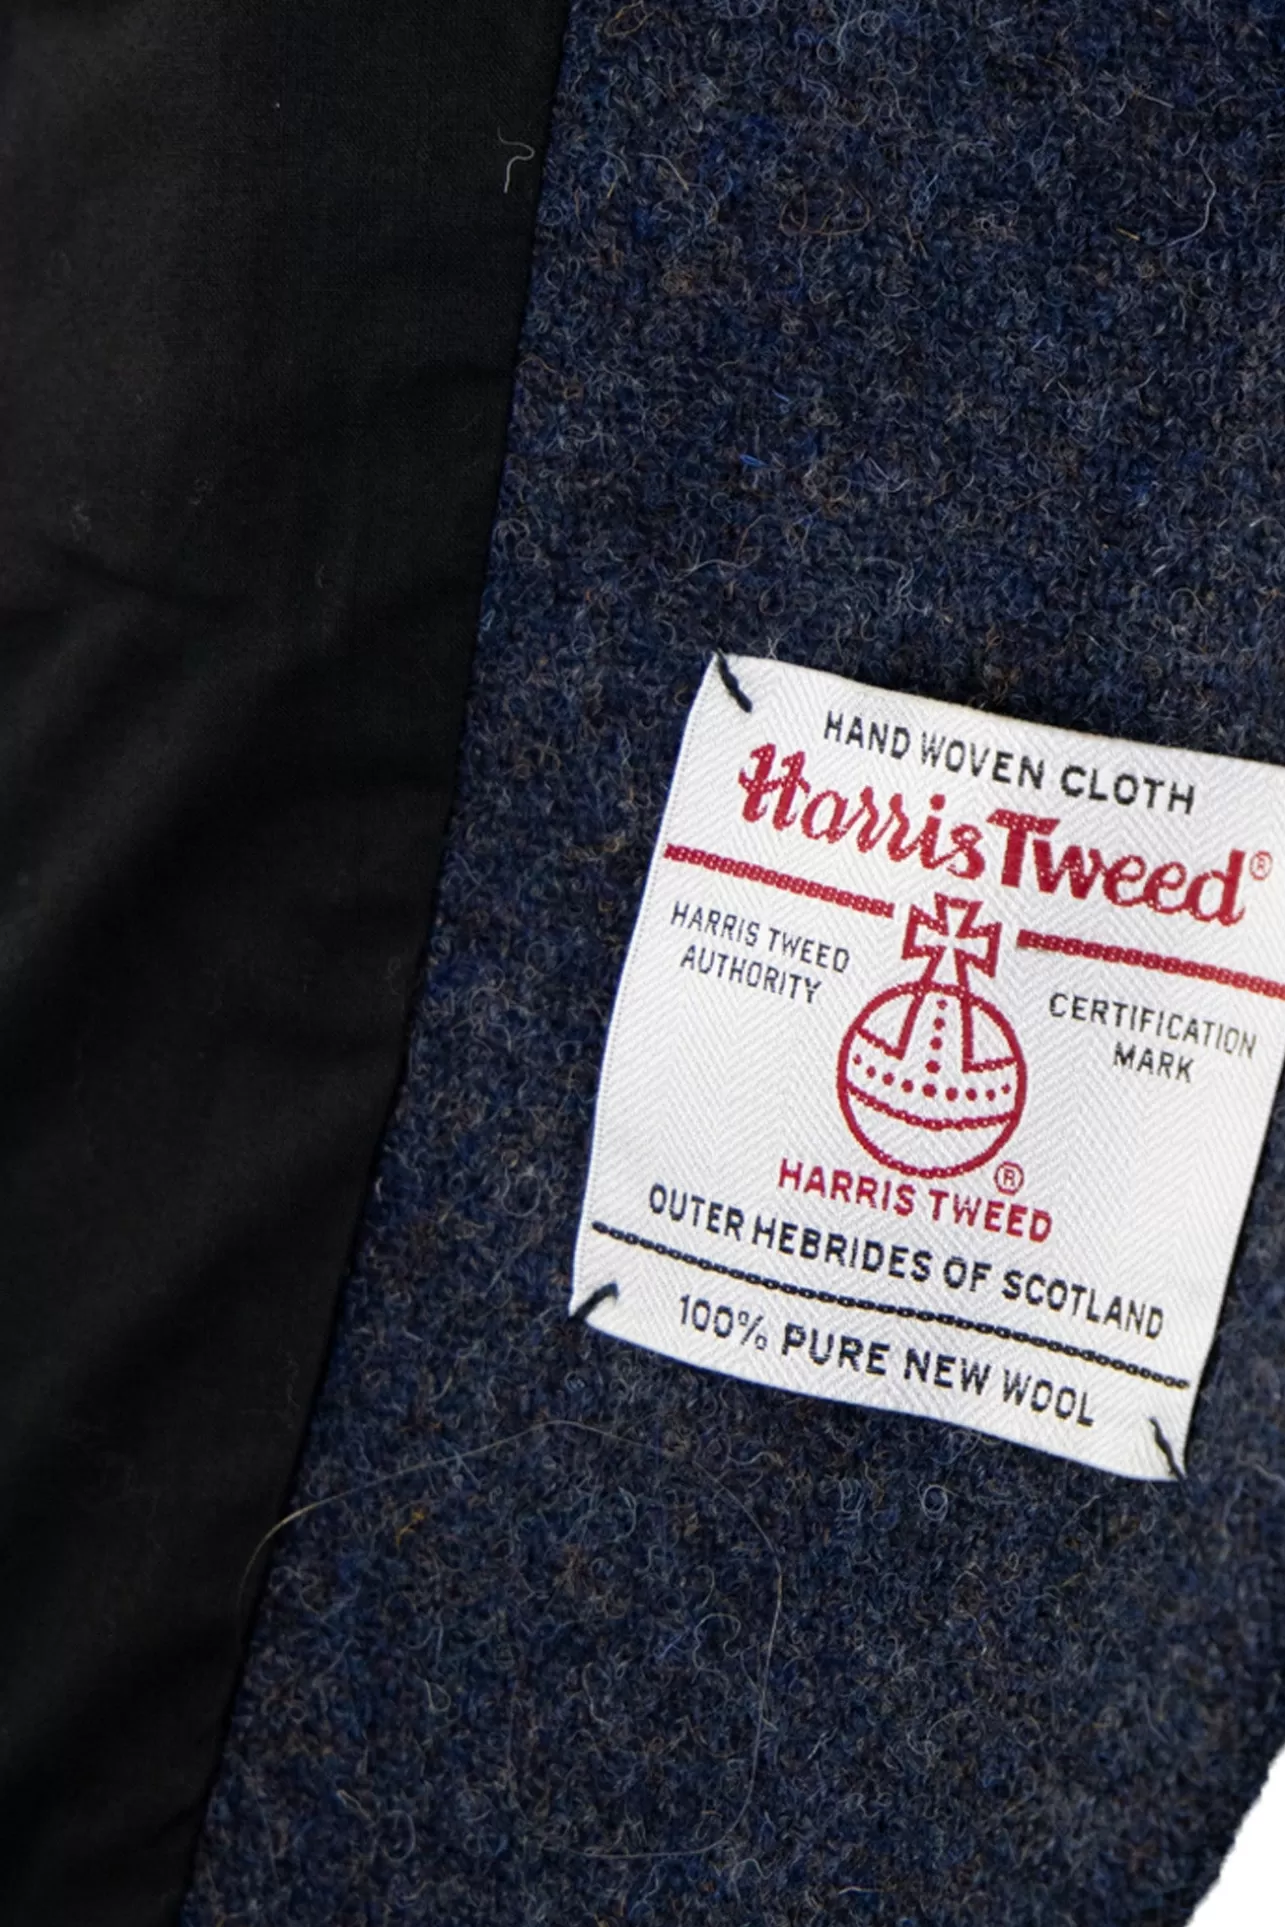 HAND WOVEN CLOTH
Harris Tweed®
HARRIS TWEED
AUTHORITY
CERTIFICATION
MARK
®
HARRIS TWEED
OUTER HEBRIDES OF SCOTLAND
100% PURE NEW WOOL